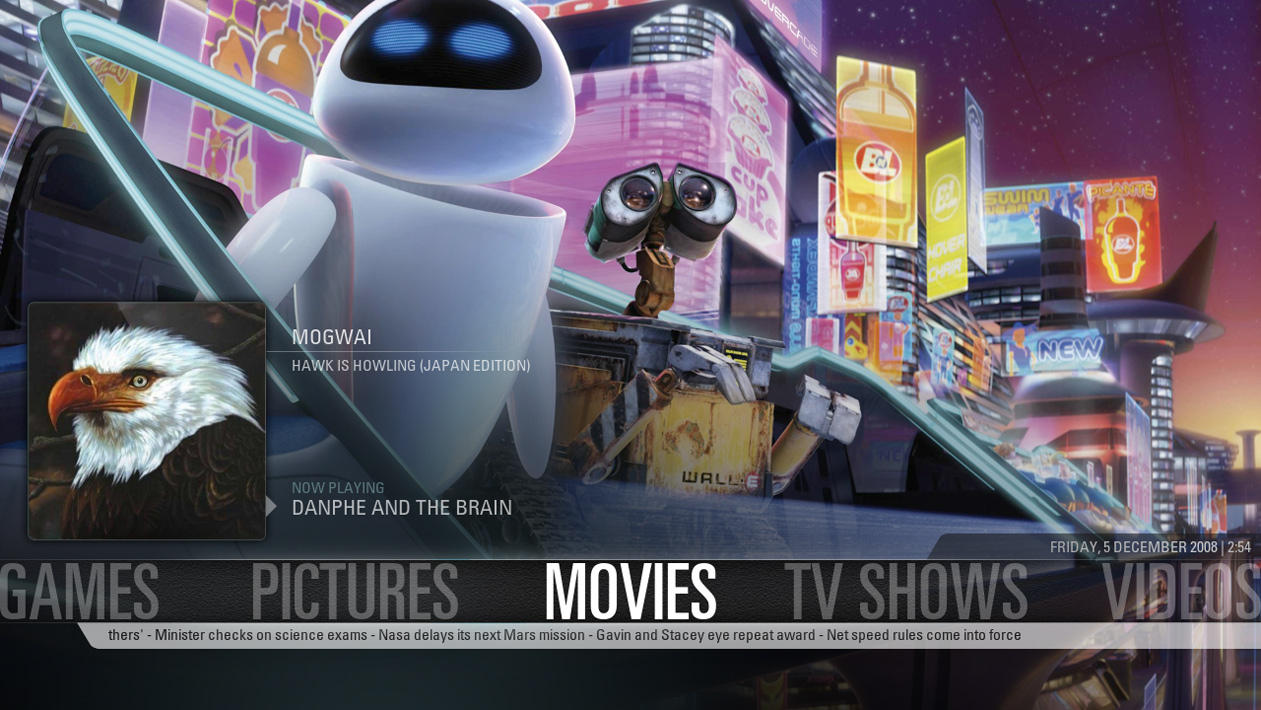 OVERCADE
CUP
CAKE
BnL
BnL
HOVER
CHAIR
SWIM
WEAR
PICANTE
BnL
NEW
MOGWAI
HAWK IS HOWLING (JAPAN EDITION)
WALL•E
NOW PLAYING
DANPHE AND THE BRAIN
FRIDAY, 5 DECEMBER 2008 | 2:54
GAMES PICTURES MOVIES TV SHOWS VIDEOS
thers' - Minister checks on science exams - Nasa delays its next Mars mission - Gavin and Stacey eye repeat award - Net speed rules come into force